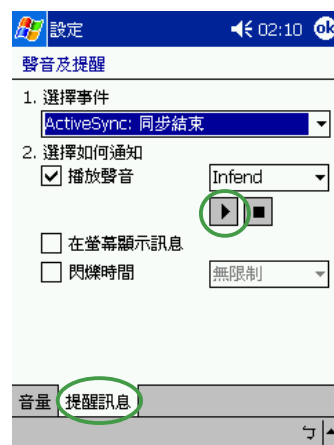 設定 02:10 ok
聲音及提醒
1. 選擇事件
ActiveSync: 同步結束
2. 選擇如何通知
播放聲音 Infend
在螢幕顯示訊息
閃爍時間 無限制
音量 提醒訊息
ㄅ